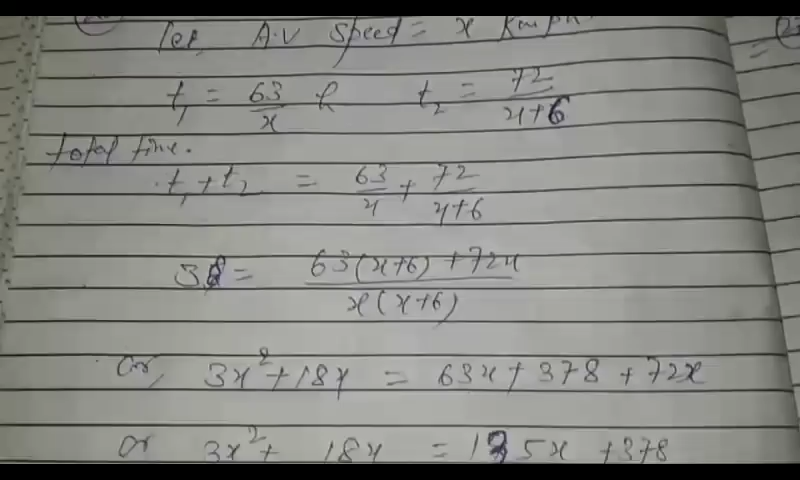 Let, A.V Speed = x Kmph.
t₁ = 63/x & t₂ = 72/x+6
total time.
t₁ + t₂ = 63/x + 72/x+6
3 = 63(x+6) + 72x / x(x+6)
or, 3x² + 18x = 63x + 378 + 72x
or 3x² + 18x = 135x + 378